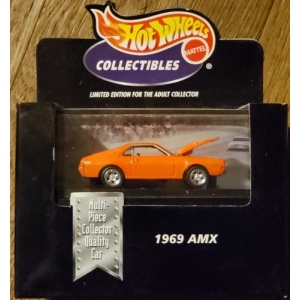 Hot Wheels
MATTEL
COLLECTIBLES
LIMITED EDITION FOR THE ADULT COLLECTOR
Multi-
Piece
Collector
Quality
Car
1969 AMX